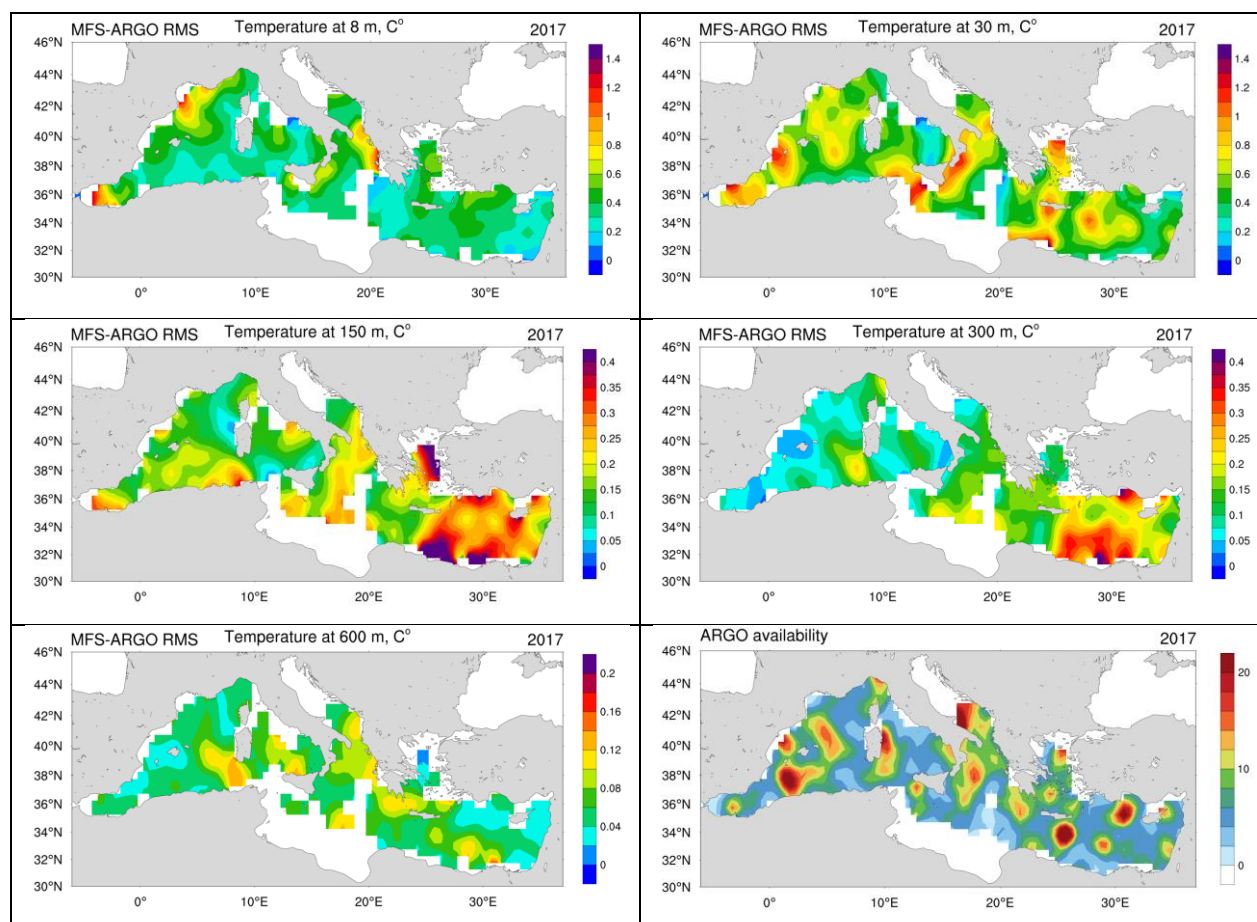 MFS-ARGO RMS Temperature at 8 m, C° 2017
46°N
44°N
42°N
40°N
38°N
36°N
34°N
32°N
30°N
0° 10°E 20°E 30°E
1.4
1.2
1
0.8
0.6
0.4
0.2
0
MFS-ARGO RMS Temperature at 30 m, C° 2017
46°N
44°N
42°N
40°N
38°N
36°N
34°N
32°N
30°N
0° 10°E 20°E 30°E
1.4
1.2
1
0.8
0.6
0.4
0.2
0
MFS-ARGO RMS Temperature at 150 m, C° 2017
46°N
44°N
42°N
40°N
38°N
36°N
34°N
32°N
30°N
0° 10°E 20°E 30°E
0.4
0.35
0.3
0.25
0.2
0.15
0.1
0.05
0
MFS-ARGO RMS Temperature at 300 m, C° 2017
46°N
44°N
42°N
40°N
38°N
36°N
34°N
32°N
30°N
0° 10°E 20°E 30°E
0.4
0.35
0.3
0.25
0.2
0.15
0.1
0.05
0
MFS-ARGO RMS Temperature at 600 m, C° 2017
46°N
44°N
42°N
40°N
38°N
36°N
34°N
32°N
30°N
0° 10°E 20°E 30°E
0.2
0.16
0.12
0.08
0.04
0
ARGO availability 2017
46°N
44°N
42°N
40°N
38°N
36°N
34°N
32°N
30°N
0° 10°E 20°E 30°E
20
10
0